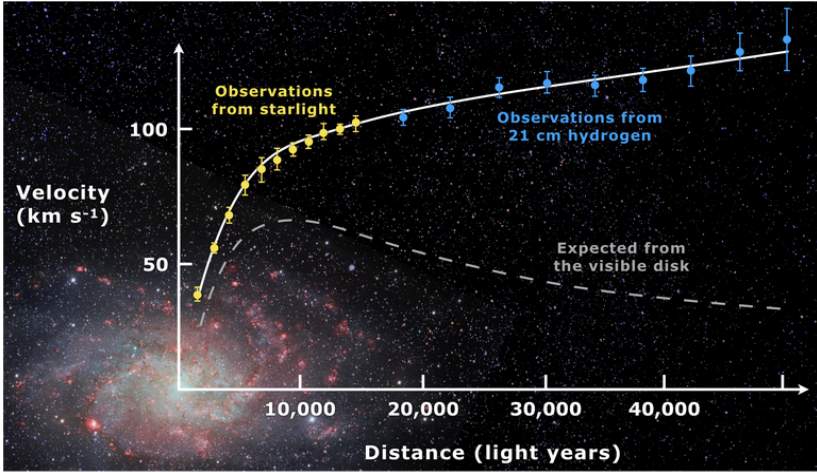 Observations
from starlight
100
Observations from
21 cm hydrogen
Velocity
(km s⁻¹)
Expected from
the visible disk
50
10,000
20,000
30,000
40,000
Distance (light years)